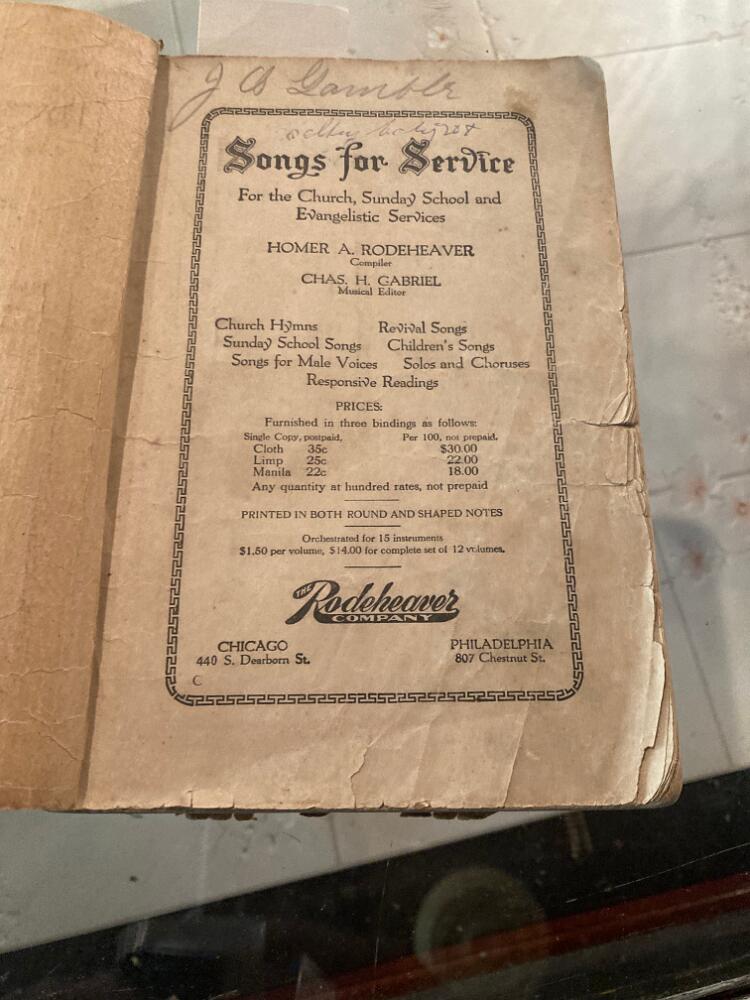 J B Gamble
Songs for Service
For the Church, Sunday School and
Evangelistic Services
HOMER A. RODEHEAVER
Compiler
CHAS. H. GABRIEL
Musical Editor
Church Hymns Revival Songs
Sunday School Songs Children's Songs
Songs for Male Voices Solos and Choruses
Responsive Readings
PRICES:
Furnished in three bindings as follows:
Single Copy, postpaid, Per 100, not prepaid.
Cloth 35c $30.00
Limp 25c 22.00
Manila 22c 18.00
Any quantity at hundred rates, not prepaid
PRINTED IN BOTH ROUND AND SHAPED NOTES
Orchestrated for 15 instruments
$1.50 per volume, $14.00 for complete set of 12 volumes.
THE Rodeheaver
COMPANY
CHICAGO PHILADELPHIA
440 S. Dearborn St. 807 Chestnut St.
C